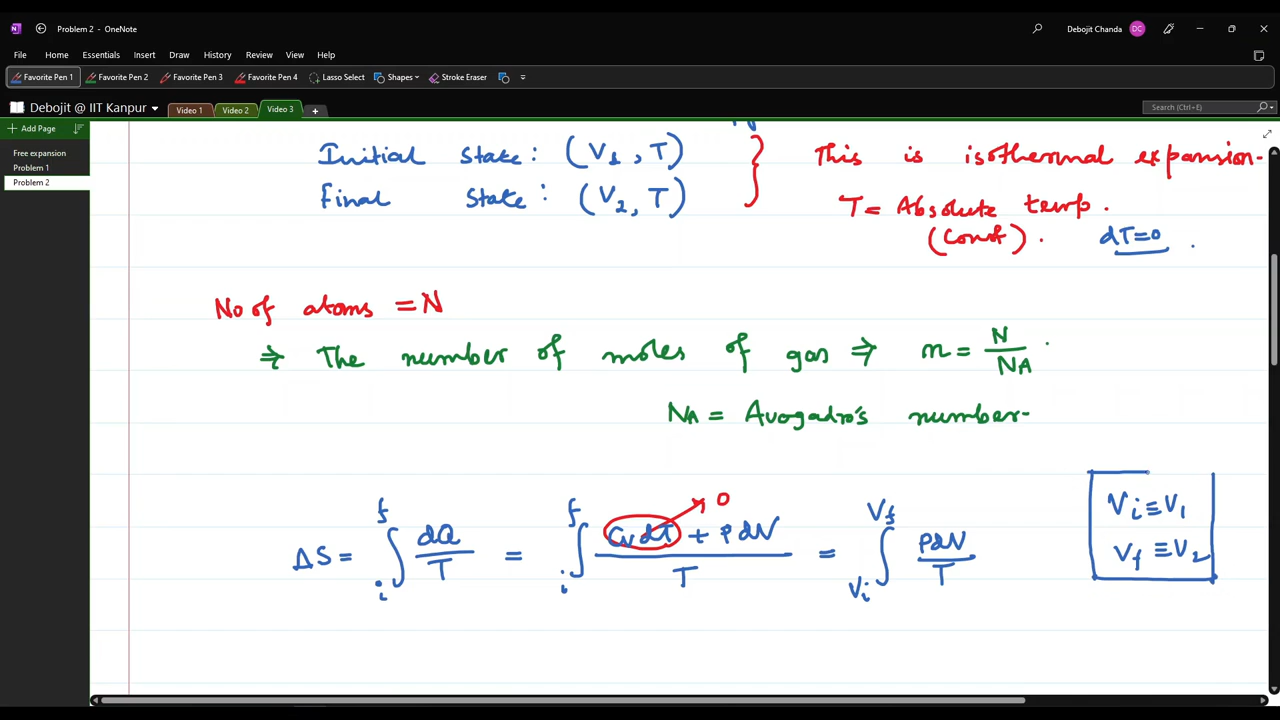 Problem 2 - OneNote
Debojit Chanda DC
File Home Essentials Insert Draw History Review View Help
Favorite Pen 1 Favorite Pen 2 Favorite Pen 3 Favorite Pen 4 Lasso Select Shapes Stroke Eraser
Debojit @ IIT Kanpur Video 1 Video 2 Video 3 + Search (Ctrl+E)
+ Add Page
Free expansion
Problem 1
Problem 2
Initial state: (V1, T) } This is isothermal expansion.
Final state: (V2, T)
T = Absolute temp.
(Const). dT=0.
No of atoms = N
⇒ The number of moles of gas ⇒ n = N/NA.
NA = Avogadro's number.
ΔS = ∫_i^f dQ/T = ∫_i^f (CvdT + PdV)/T = ∫_Vi^Vf PdV/T
0
Vi ≡ V1
Vf ≡ V2